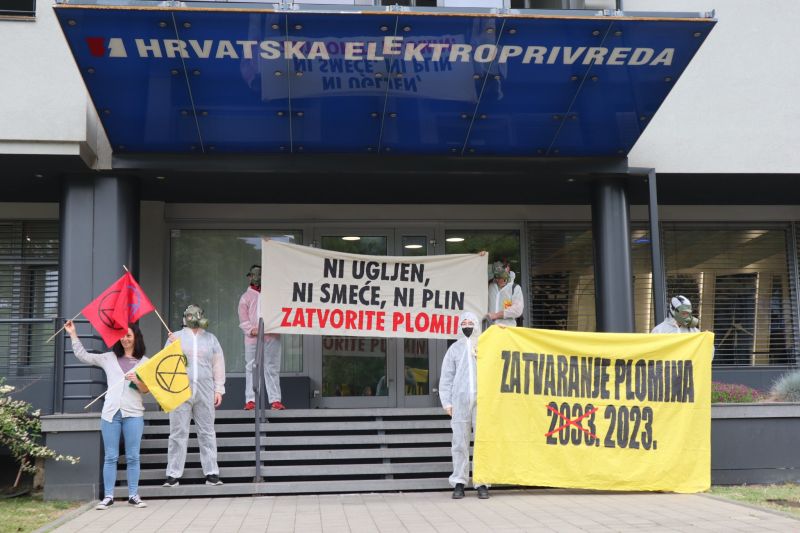 HRVATSKA ELEKTROPRIVREDA
NI UGLJEN,
NI SMEĆE, NI PLIN
ZATVORITE PLOMIN
ZATVARANJE PLOMINA
2033. 2023.